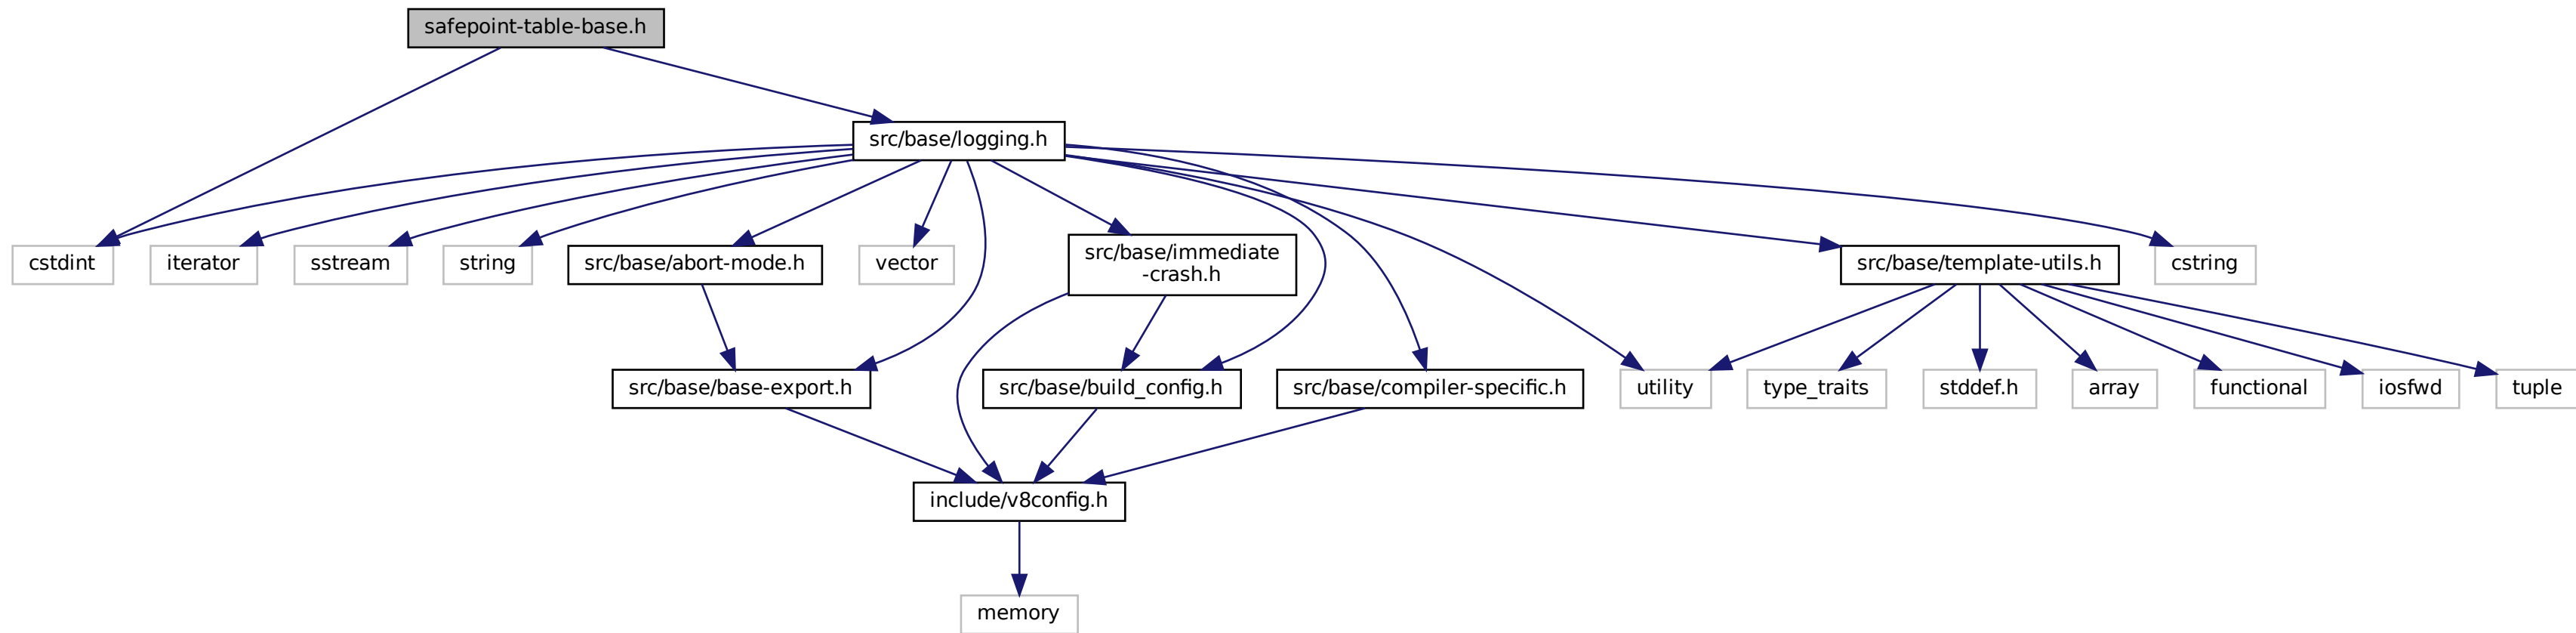 safepoint-table-base.h
src/base/logging.h
cstdint
iterator
sstream
string
src/base/abort-mode.h
vector
src/base/immediate
-crash.h
src/base/template-utils.h
cstring
src/base/base-export.h
src/base/build_config.h
src/base/compiler-specific.h
utility
type_traits
stddef.h
array
functional
iosfwd
tuple
include/v8config.h
memory